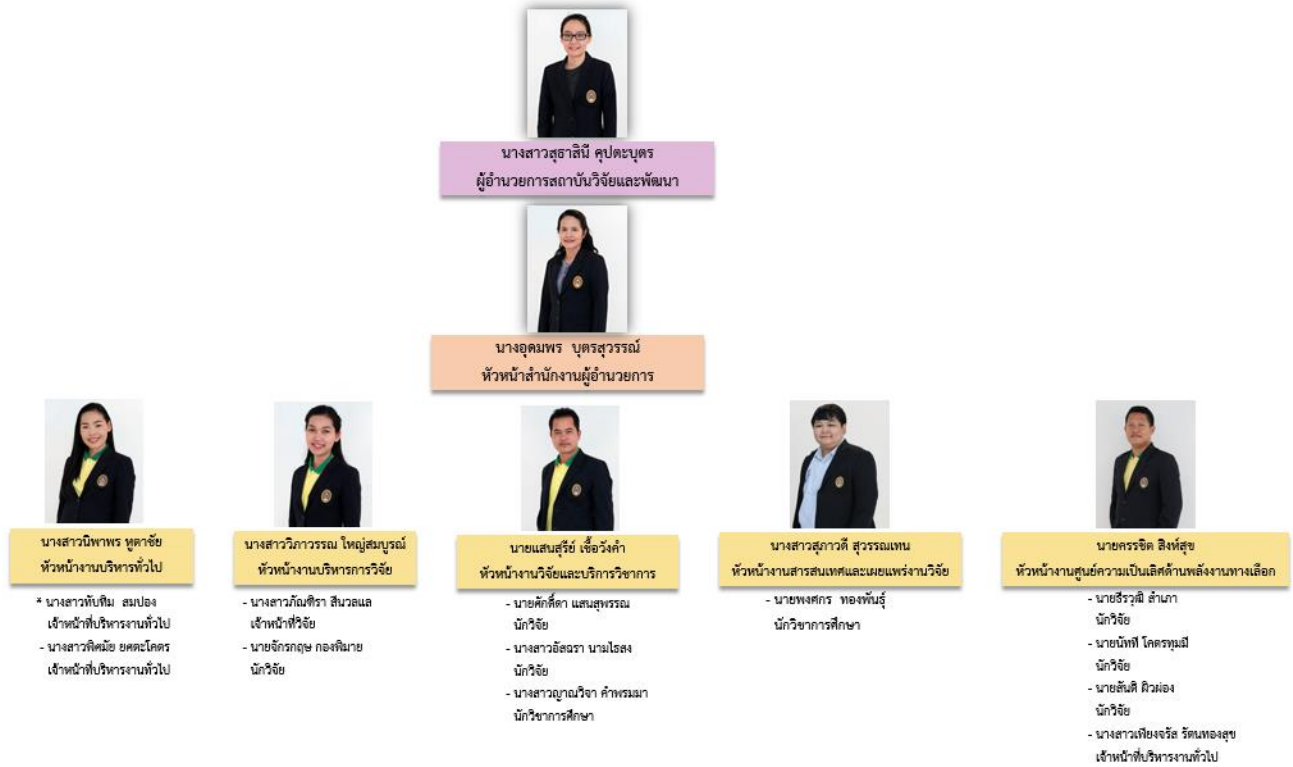 นางสาวสุธาสินี คุปตะบุตร
ผู้อำนวยการสถาบันวิจัยและพัฒนา
นางอุดมพร บุตรสุวรรณ์
หัวหน้าสำนักงานผู้อำนวยการ
นางสาวนิพาพร หูตาชัย
หัวหน้างานบริหารทั่วไป
* นางสาวทับทิม สมปอง
เจ้าหน้าที่บริหารงานทั่วไป
- นางสาวพิศมัย ยศตะโคตร
เจ้าหน้าที่บริหารงานทั่วไป
นางสาววิภาวรรณ ใหญ่สมบูรณ์
หัวหน้างานบริหารการวิจัย
- นางสาวภัณฑิรา สีนวลแล
เจ้าหน้าที่วิจัย
- นายจักรกฤษ กองพิมาย
นักวิจัย
นายแสนสุรีย์ เชื้อวังคำ
หัวหน้างานวิจัยและบริการวิชาการ
- นายศักดิ์ดา แสนสุพรรณ
นักวิจัย
- นางสาวอัสฉรา นามไธสง
นักวิจัย
- นางสาวญาณวิจา คำพรมมา
นักวิชาการศึกษา
นางสาวสุภาวดี สุวรรณเทน
หัวหน้างานสารสนเทศและเผยแพร่งานวิจัย
- นายพงศกร ทองพันธุ์
นักวิชาการศึกษา
นายครรชิต สิงห์สุข
หัวหน้างานศูนย์ความเป็นเลิศด้านพลังงานทางเลือก
- นายธีรวุฒิ สำเภา
นักวิจัย
- นายนัทที โคตรทุมมี
นักวิจัย
- นายสันติ ผิวผ่อง
นักวิจัย
- นางสาวเพียงจรัส รัตนทองสุข
เจ้าหน้าที่บริหารงานทั่วไป